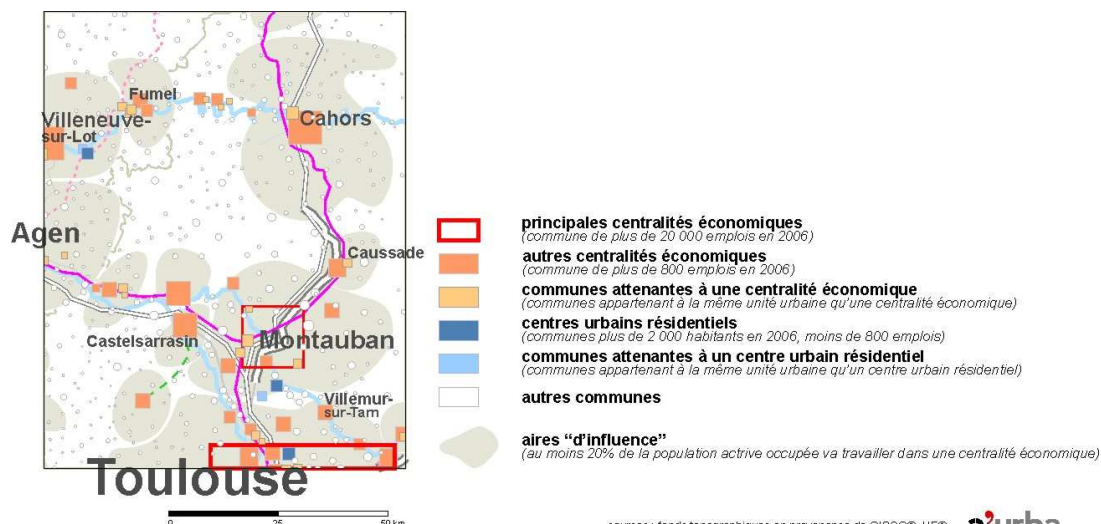 Fumel
Villeneuve-
sur-Lot
Cahors
Agen
Caussade
Castelsarrasin
Montauban
Villemur-
sur-Tarn
Toulouse
0 25 50 km
principales centralités économiques
(commune de plus de 20 000 emplois en 2006)
autres centralités économiques
(commune de plus de 800 emplois en 2006)
communes attenantes à une centralité économique
(communes appartenant à la même unité urbaine qu'une centralité économique)
centres urbains résidentiels
(communes plus de 2 000 habitants en 2006, moins de 800 emplois)
communes attenantes à un centre urbain résidentiel
(communes appartenant à la même unité urbaine qu'un centre urbain résidentiel)
autres communes
aires “d'influence”
(au moins 20% de la population actrive occupée va travailler dans une centralité économique)
a'urba